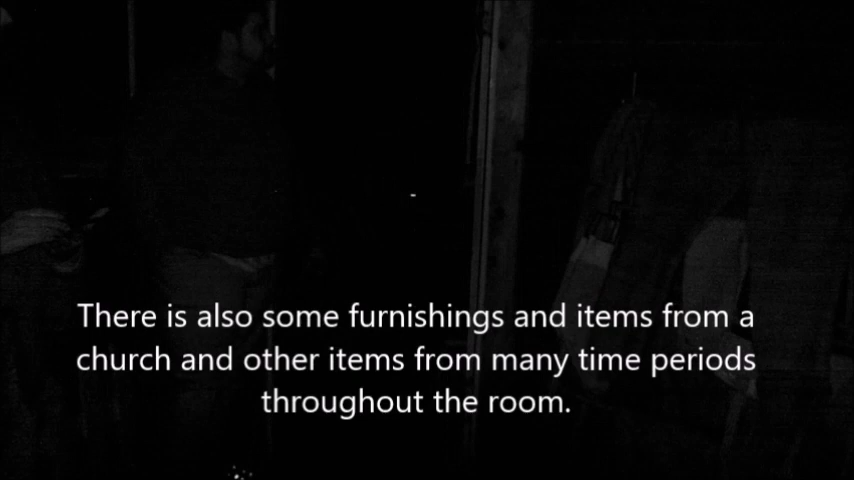 There is also some furnishings and items from a
church and other items from many time periods
throughout the room.